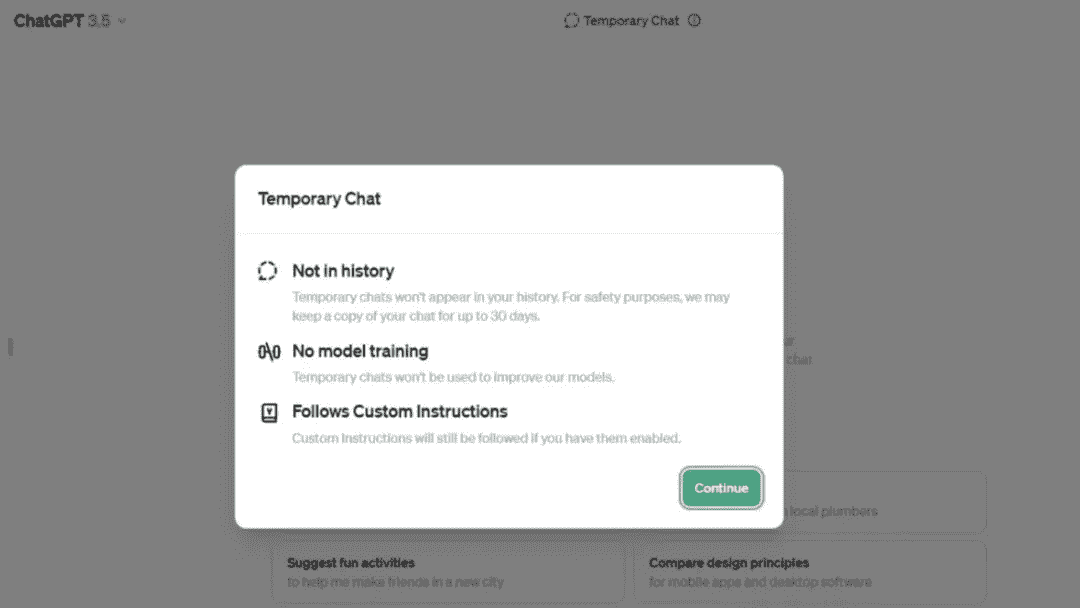 ChatGPT 3.5
Temporary Chat
Temporary Chat
Not in history
Temporary chats won't appear in your history. For safety purposes, we may
keep a copy of your chat for up to 30 days.
No model training
Temporary chats won't be used to improve our models.
chat
Follows Custom Instructions
Custom Instructions will still be followed if you have them enabled.
Continue
local plumbers
Suggest fun activities
to help me make friends in a new city
Compare design principles
for mobile apps and desktop software